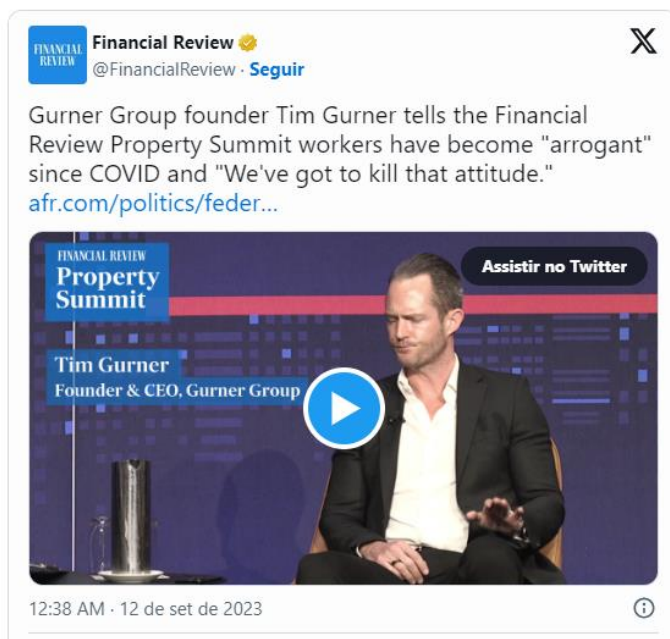 FINANCIAL
REVIEW
Financial Review
@FinancialReview · Seguir
X
Gurner Group founder Tim Gurner tells the Financial
Review Property Summit workers have become "arrogant"
since COVID and "We've got to kill that attitude."
afr.com/politics/feder…
FINANCIAL REVIEW
Property
Summit
Assistir no Twitter
Tim Gurner
Founder & CEO, Gurner Group
12:38 AM · 12 de set de 2023